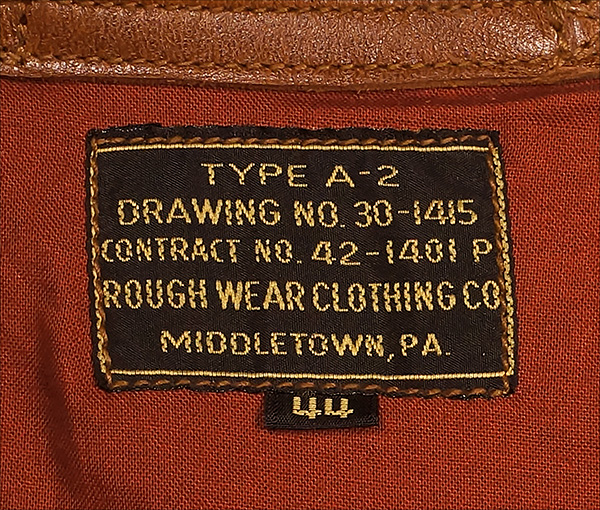 TYPE A-2
DRAWING NO. 30-1415
CONTRACT NO. 42-1401 P
ROUGH WEAR CLOTHING CO
MIDDLETOWN, PA.
44